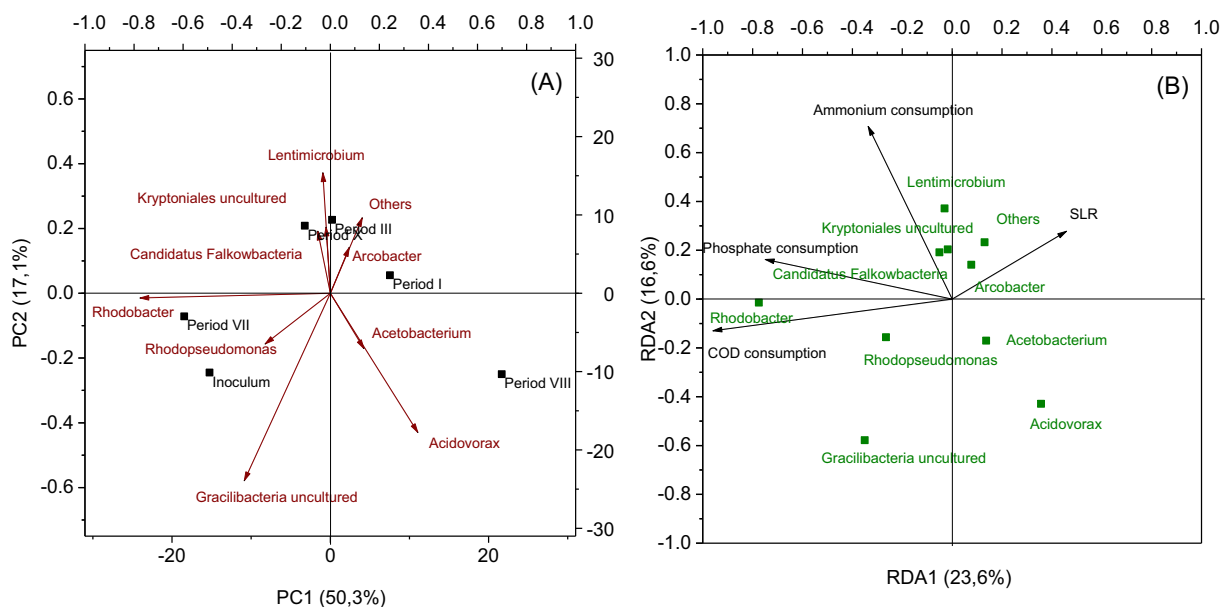 -1.0 -0.8 -0.6 -0.4 -0.2 0.0 0.2 0.4 0.6 0.8 1.0
(A)
30
20
10
0
-10
-20
-30
0.6
0.4
0.2
0.0
-0.2
-0.4
-0.6
PC2 (17,1%)
Lentimicrobium
Kryptoniales uncultured
Others
Period III
Period X
Candidatus Falkowbacteria
Arcobacter
Period I
Rhodobacter
Period VII
Acetobacterium
Rhodopseudomonas
Inoculum
Period VIII
Acidovorax
Gracilibacteria uncultured
-20 0 20
PC1 (50,3%)
-1.0 -0.8 -0.6 -0.4 -0.2 0.0 0.2 0.4 0.6 0.8 1.0
(B)
1.0
0.8
0.6
0.4
0.2
0.0
-0.2
-0.4
-0.6
-0.8
-1.0
RDA2 (16,6%)
Ammonium consumption
Lentimicrobium
Others
SLR
Kryptoniales uncultured
Phosphate consumption
Candidatus Falkowbacteria
Arcobacter
Rhodobacter
COD consumption
Acetobacterium
Rhodopseudomonas
Acidovorax
Gracilibacteria uncultured
RDA1 (23,6%)